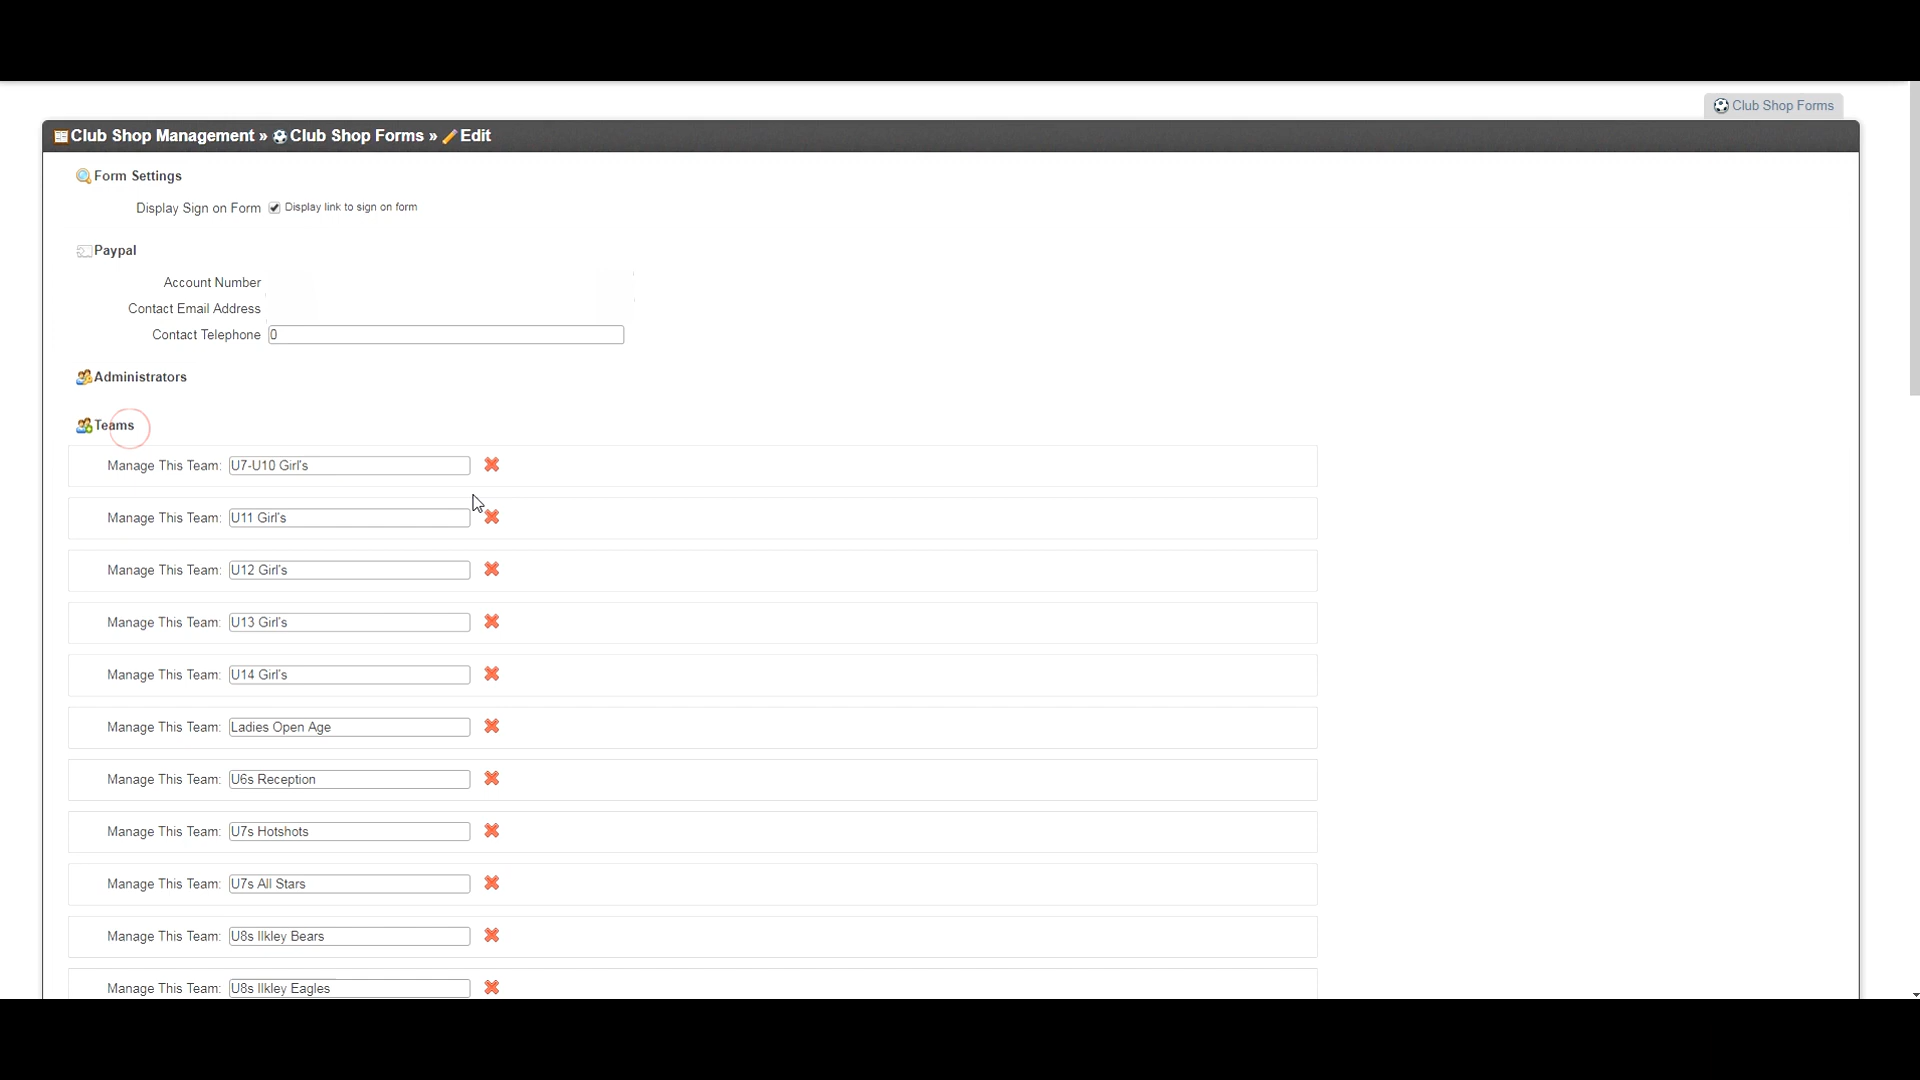 Club Shop Forms
Club Shop Management » Club Shop Forms » Edit
Form Settings
Display Sign on Form Display link to sign on form
Paypal
Account Number
Contact Email Address
Contact Telephone 0
Administrators
Teams
Manage This Team: U7-U10 Girl's
Manage This Team: U11 Girl's
Manage This Team: U12 Girl's
Manage This Team: U13 Girl's
Manage This Team: U14 Girl's
Manage This Team: Ladies Open Age
Manage This Team: U6s Reception
Manage This Team: U7s Hotshots
Manage This Team: U7s All Stars
Manage This Team: U8s Ilkley Bears
Manage This Team: U8s Ilkley Eagles